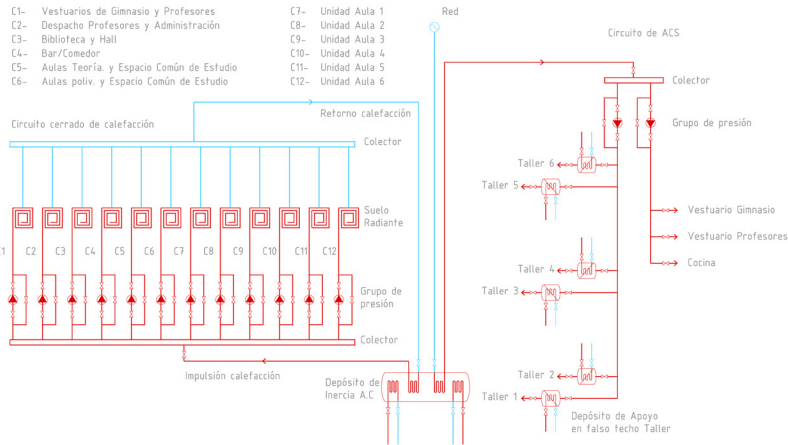 C1- Vestuarios de Gimnasio y Profesores
C2- Despacho Profesores y Administración
C3- Biblioteca y Hall
C4- Bar/Comedor
C5- Aulas Teoría. y Espacio Común de Estudio
C6- Aulas poliv. y Espacio Común de Estudio
C7- Unidad Aula 1
C8- Unidad Aula 2
C9- Unidad Aula 3
C10- Unidad Aula 4
C11- Unidad Aula 5
C12- Unidad Aula 6
Red
Circuito de ACS
Colector
Retorno calefacción
Circuito cerrado de calefacción
Grupo de presión
Colector
Taller 6
Taller 5
Suelo
Radiante
Vestuario Gimnasio
Vestuario Profesores
Cocina
C1 C2 C3 C4 C5 C6 C7 C8 C9 C10 C11 C12
Taller 4
Taller 3
Grupo de
presión
Colector
Impulsión calefacción
Depósito de
Inercia A.C
Taller 2
Taller 1
Depósito de Apoyo
en falso techo Taller